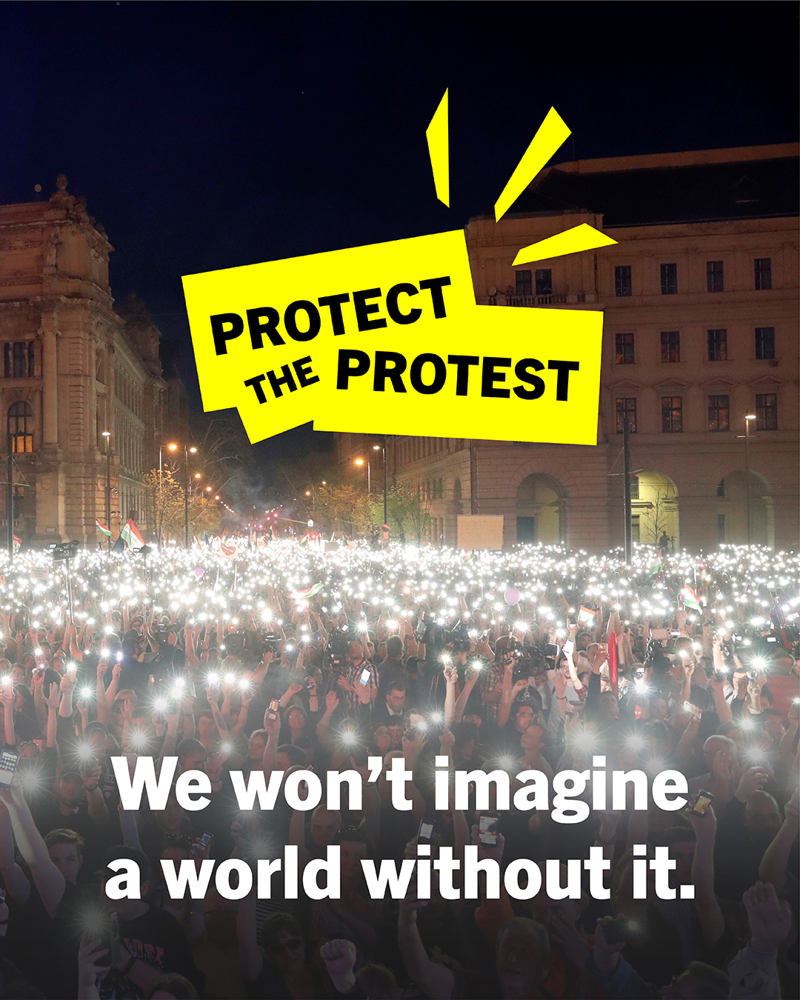 PROTECT
THE PROTEST
We won't imagine
a world without it.